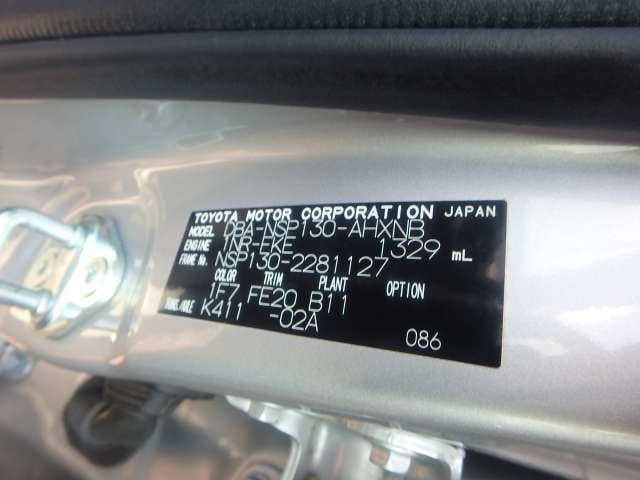 TOYOTA MOTOR CORPORATION JAPAN
MODEL DBA-NSP130-AHXNB
ENGINE 1NR-FKE 1329 mL
FRAME No. NSP130-2281127
COLOR TRIM PLANT OPTION
1F7 FE20 B11
TRANS./AXLE K411 -02A
086